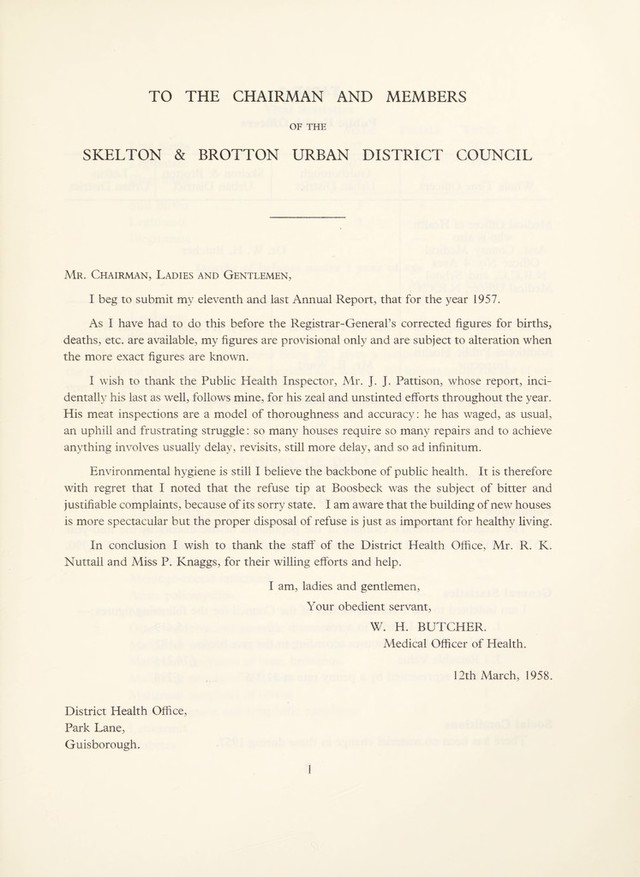 TO THE CHAIRMAN AND MEMBERS
OF THE
SKELTON & BROTTON URBAN DISTRICT COUNCIL
MR. CHAIRMAN, LADIES AND GENTLEMEN,
I beg to submit my eleventh and last Annual Report, that for the year 1957.
As I have had to do this before the Registrar-General's corrected figures for births,
deaths, etc. are available, my figures are provisional only and are subject to alteration when
the more exact figures are known.
I wish to thank the Public Health Inspector, Mr. J. J. Pattison, whose report, inci-
dentally his last as well, follows mine, for his zeal and unstinted efforts throughout the year.
His meat inspections are a model of thoroughness and accuracy: he has waged, as usual,
an uphill and frustrating struggle: so many houses require so many repairs and to achieve
anything involves usually delay, revisits, still more delay, and so ad infinitum.
Environmental hygiene is still I believe the backbone of public health. It is therefore
with regret that I noted that the refuse tip at Boosbeck was the subject of bitter and
justifiable complaints, because of its sorry state. I am aware that the building of new houses
is more spectacular but the proper disposal of refuse is just as important for healthy living.
In conclusion I wish to thank the staff of the District Health Office, Mr. R. K.
Nuttall and Miss P. Knaggs, for their willing efforts and help.
I am, ladies and gentlemen,
Your obedient servant,
W. H. BUTCHER.
Medical Officer of Health.
12th March, 1958.
District Health Office,
Park Lane,
Guisborough.
1